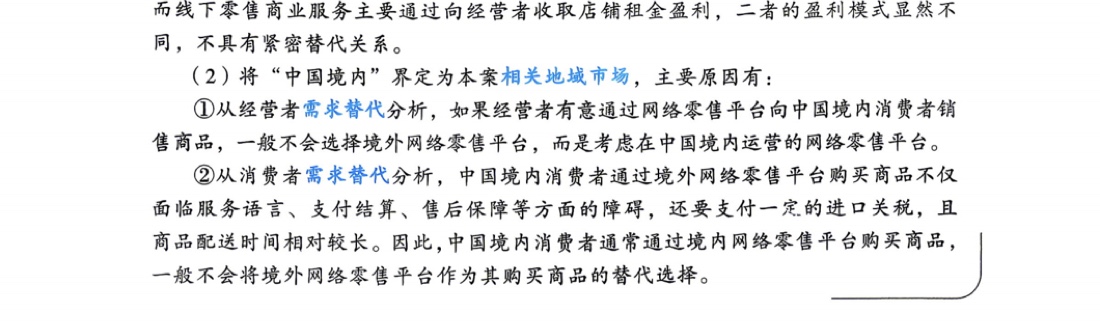 而线下零售商业服务主要通过向经营者收取店铺租金盈利，二者的盈利模式显然不
同，不具有紧密替代关系。
（2）将“中国境内”界定为本案相关地域市场，主要原因有：
①从经营者需求替代分析，如果经营者有意通过网络零售平台向中国境内消费者销
售商品，一般不会选择境外网络零售平台，而是考虑在中国境内运营的网络零售平台。
②从消费者需求替代分析，中国境内消费者通过境外网络零售平台购买商品不仅
面临服务语言、支付结算、售后保障等方面的障碍，还要支付一定的进口关税，且
商品配送时间相对较长。因此，中国境内消费者通常通过境内网络零售平台购买商品，
一般不会将境外网络零售平台作为其购买商品的替代选择。